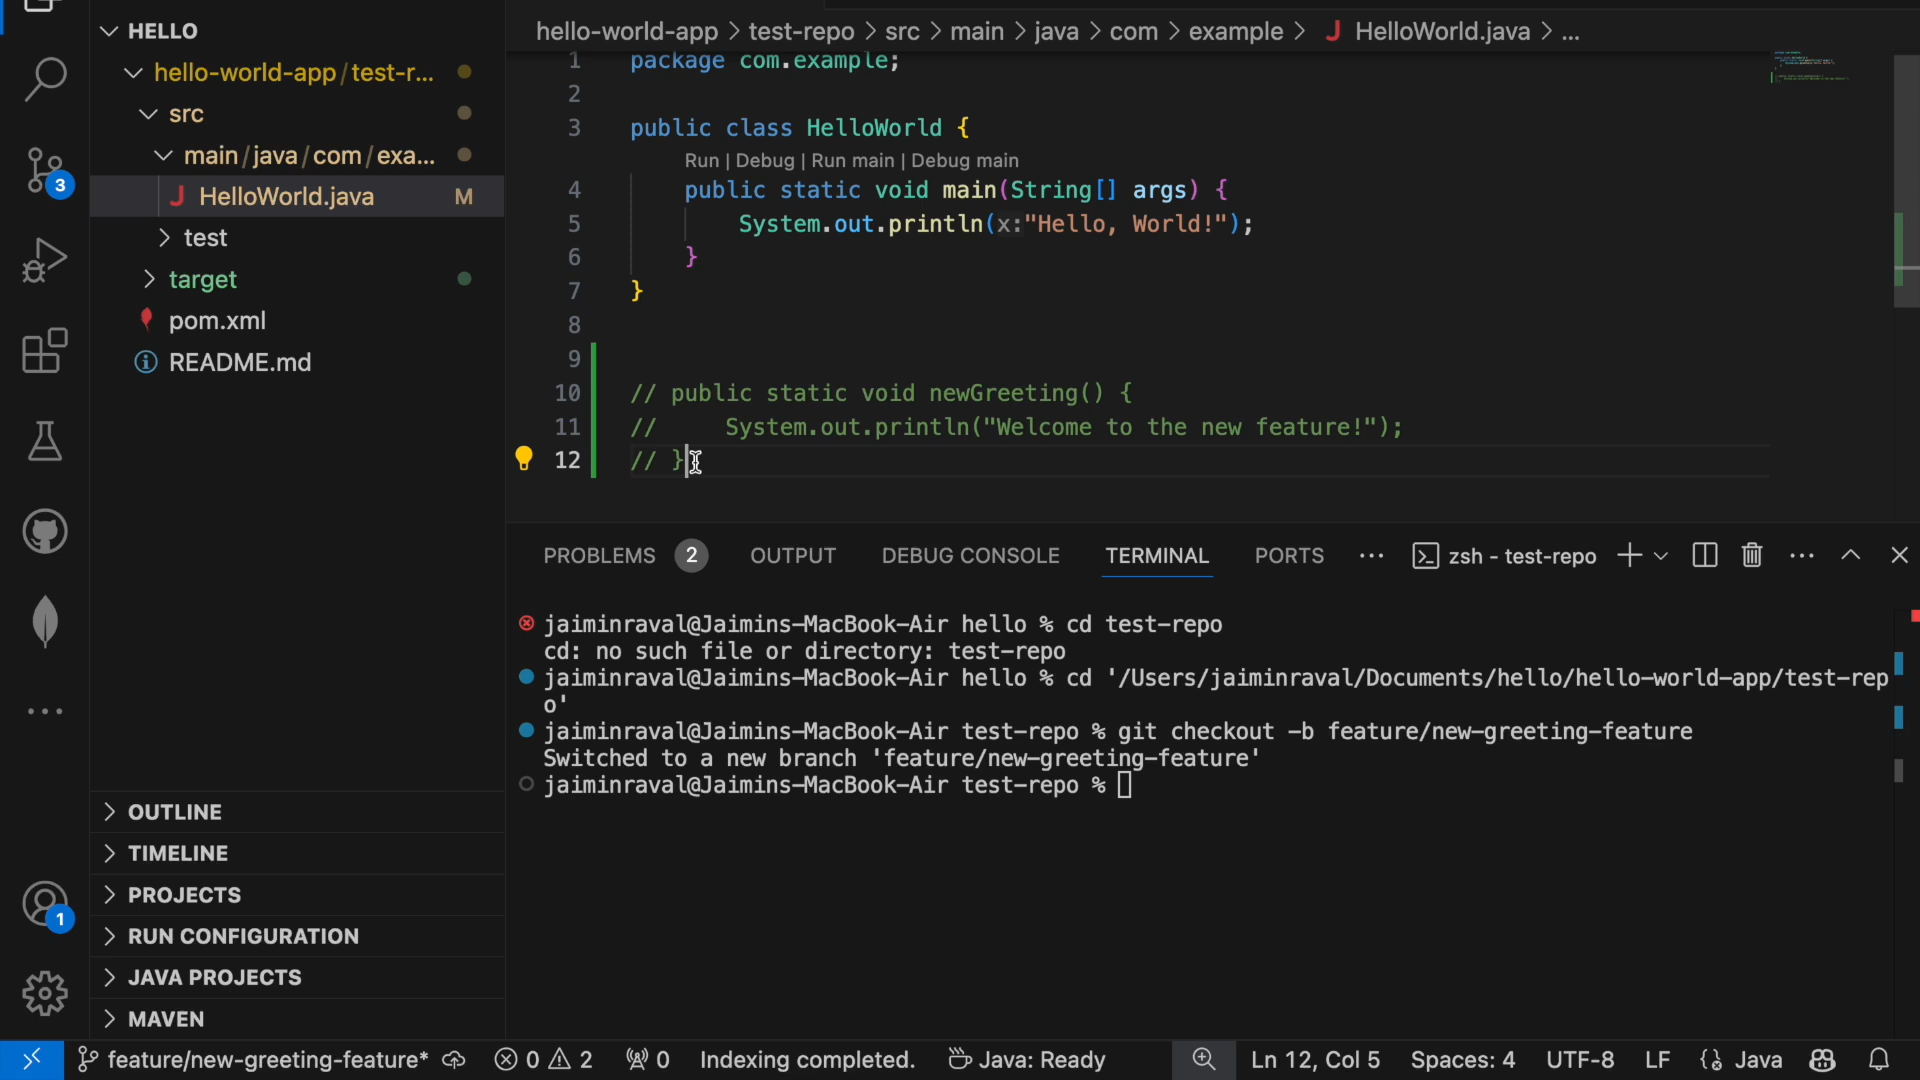 HELLO
hello-world-app/test-r...
src
main/java/com/exa...
HelloWorld.java M
test
target
pom.xml
README.md
3
OUTLINE
TIMELINE
PROJECTS
RUN CONFIGURATION
JAVA PROJECTS
MAVEN
1
hello-world-app > test-repo > src > main > java > com > example > HelloWorld.java > ...
1 package com.example;
2
3 public class HelloWorld {
Run | Debug | Run main | Debug main
4 public static void main(String[] args) {
5 System.out.println(x:"Hello, World!");
6 }
7 }
8
9
10 // public static void newGreeting() {
11 //     System.out.println("Welcome to the new feature!");
12 // }
PROBLEMS 2 OUTPUT DEBUG CONSOLE TERMINAL PORTS ... zsh - test-repo
jaiminraval@Jaimins-MacBook-Air hello % cd test-repo
cd: no such file or directory: test-repo
jaiminraval@Jaimins-MacBook-Air hello % cd '/Users/jaiminraval/Documents/hello/hello-world-app/test-rep
o'
jaiminraval@Jaimins-MacBook-Air test-repo % git checkout -b feature/new-greeting-feature
Switched to a new branch 'feature/new-greeting-feature'
jaiminraval@Jaimins-MacBook-Air test-repo %
feature/new-greeting-feature* 0 2 0 Indexing completed. Java: Ready Ln 12, Col 5 Spaces: 4 UTF-8 LF Java